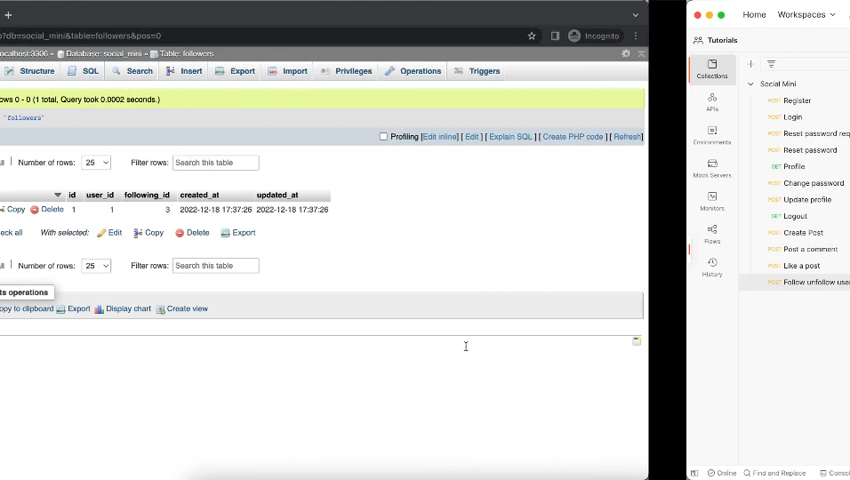 ?db=social_mini&table=followers&pos=0
Incognito
ocalhost:3306 » Database: social_mini » Table: followers
Structure SQL Search Insert Export Import Privileges Operations Triggers
ows 0 - 0 (1 total, Query took 0.0002 seconds.)
`followers`
Profiling [Edit inline] [ Edit ] [ Explain SQL ] [ Create PHP code ] [ Refresh]
all Number of rows: 25 Filter rows: Search this table
id user_id following_id created_at updated_at
Copy Delete 1 1 3 2022-12-18 17:37:26 2022-12-18 17:37:26
eck all With selected: Edit Copy Delete Export
all Number of rows: 25 Filter rows: Search this table
ts operations
opy to clipboard Export Display chart Create view
Home Workspaces
Tutorials
Collections
APIs
Environments
Mock Servers
Monitors
Flows
History
Social Mini
POST Register
POST Login
POST Reset password req
POST Reset password
GET Profile
POST Change password
POST Update profile
GET Logout
POST Create Post
POST Post a comment
POST Like a post
POST Follow unfollow use
Online Find and Replace Conso